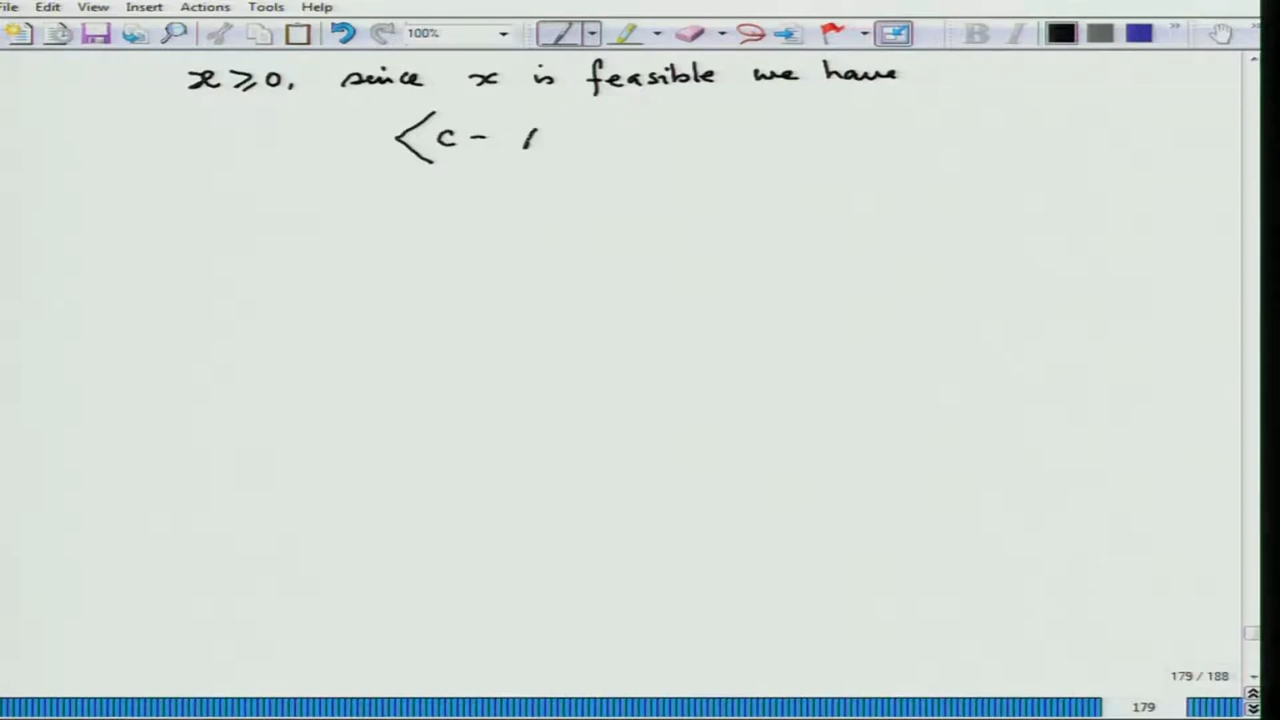 File Edit View Insert Actions Tools Help
100%
B I
x ≥ 0, since x is feasible we have
⟨c -
179 / 188
179